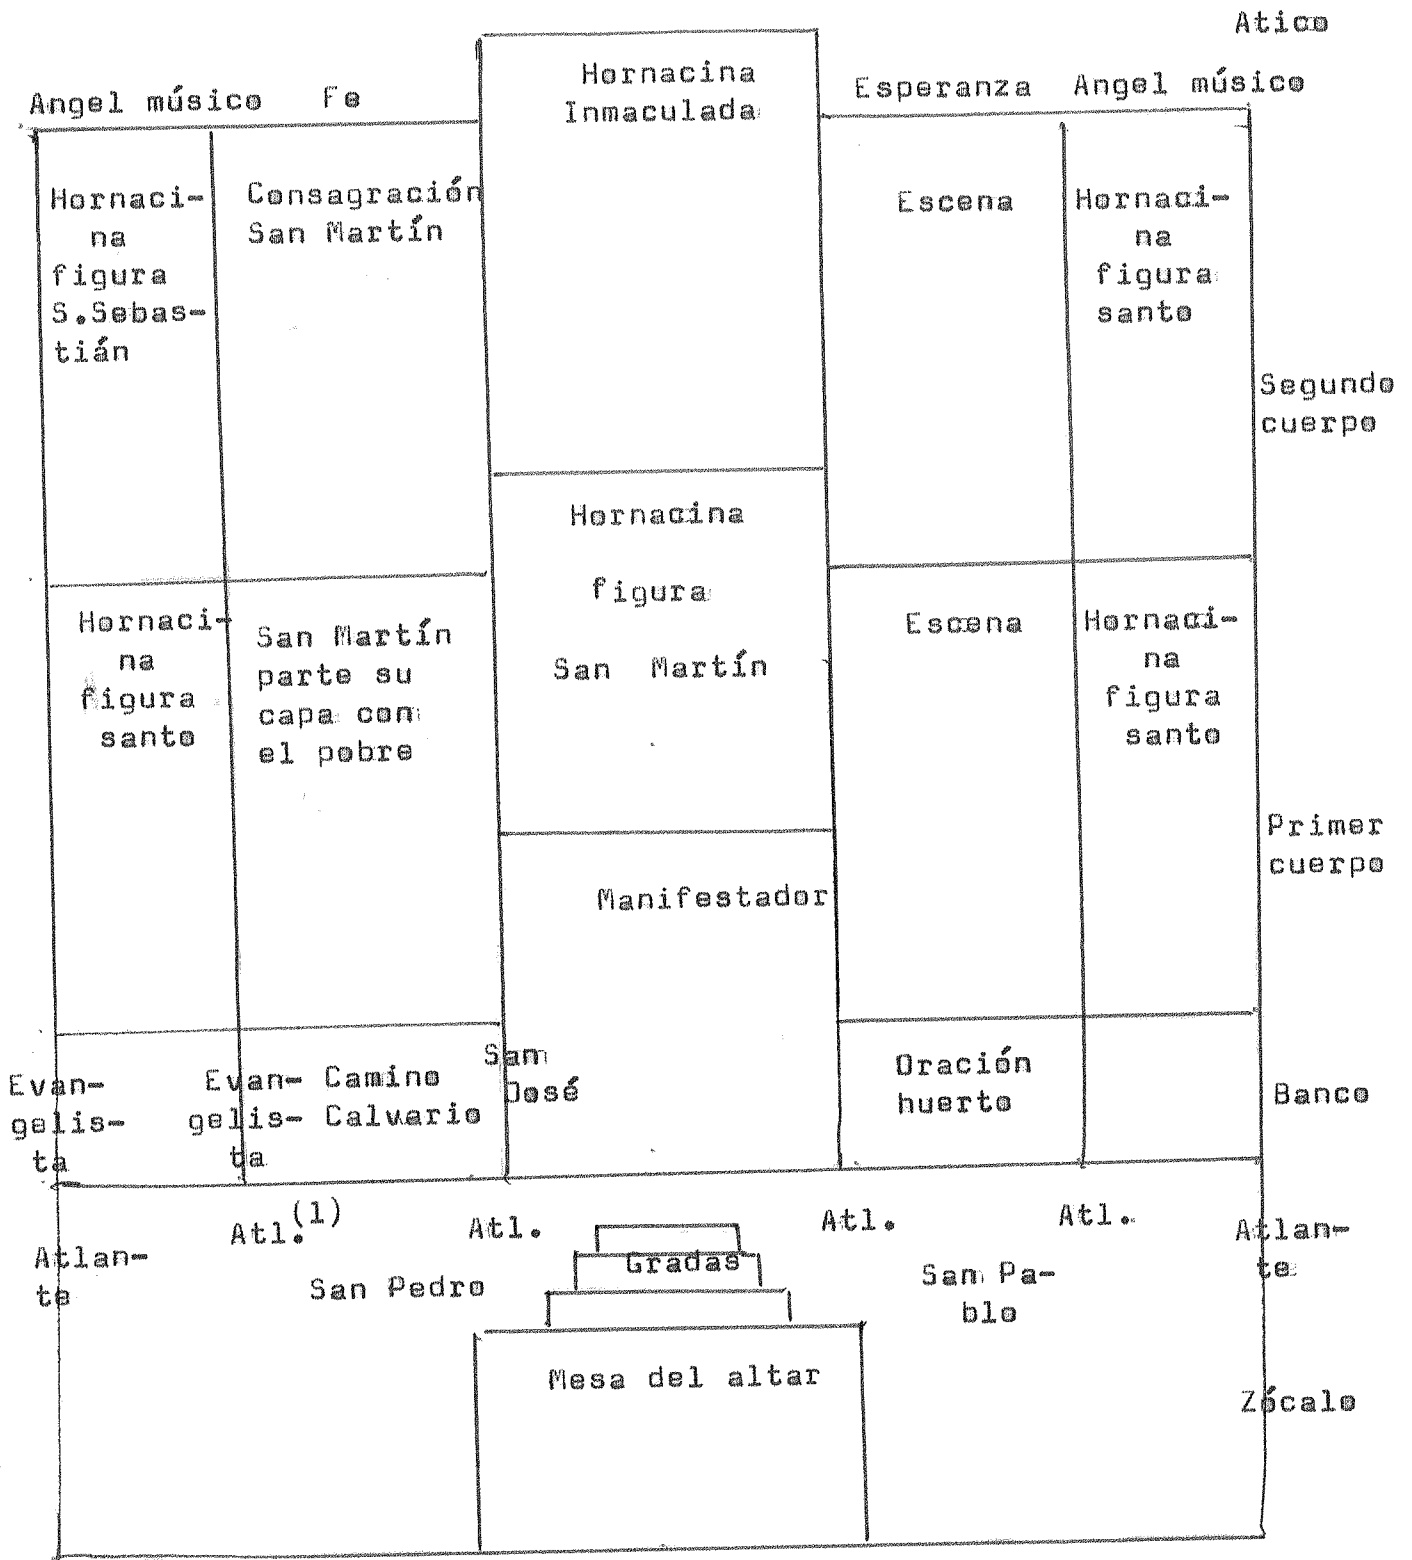 Atico
Angel músico Fe
Hornacina
Inmaculada
Esperanza Angel músico
Hornaci-
na
figura
S.Sebas-
tián
Consagración
San Martín
Escena
Hornaci-
na
figura
santo
Segundo
cuerpo
Hornacina
figura
San Martín
Hornaci-
na
figura
santo
San Martín
parte su
capa con
el pobre
Escena
Hornaci-
na
figura
santo
Primer
cuerpo
Manifestador
Evan-
gelis-
ta
Evan-
gelis-
ta
Camino
Calvario
San
José
Oración
huerto
Banco
Atlan-
te
Atl.(1)
San Pedro
Atl.
Gradas
Atl.
San Pa-
blo
Atl.
Atlan-
te
Mesa del altar
Zócalo